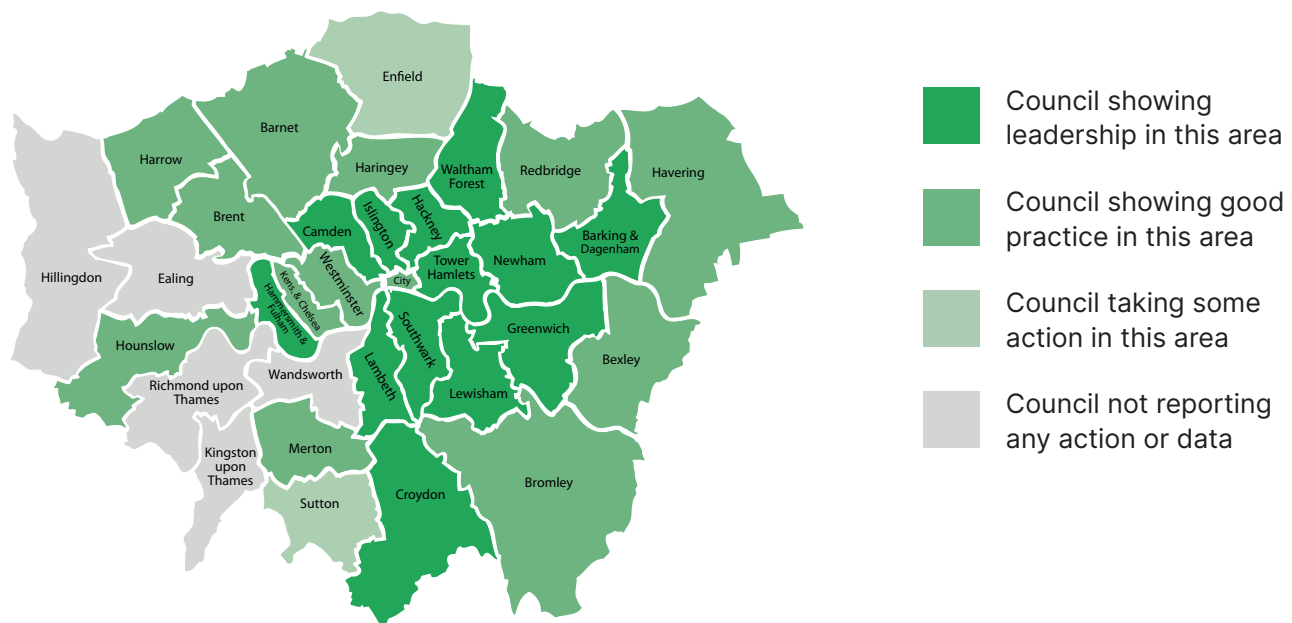 Enfield
Barnet
Harrow
Haringey
Waltham
Forest
Redbridge
Havering
Brent
Camden
Islington
Hackney
Barking &
Dagenham
Hillingdon
Ealing
Kens. & Chelsea
Westminster
City
Tower
Hamlets
Newham
Hammersmith &
Fulham
Hounslow
Southwark
Greenwich
Bexley
Richmond upon
Thames
Wandsworth
Lambeth
Lewisham
Kingston
upon
Thames
Merton
Sutton
Croydon
Bromley
Council showing
leadership in this area
Council showing good
practice in this area
Council taking some
action in this area
Council not reporting
any action or data